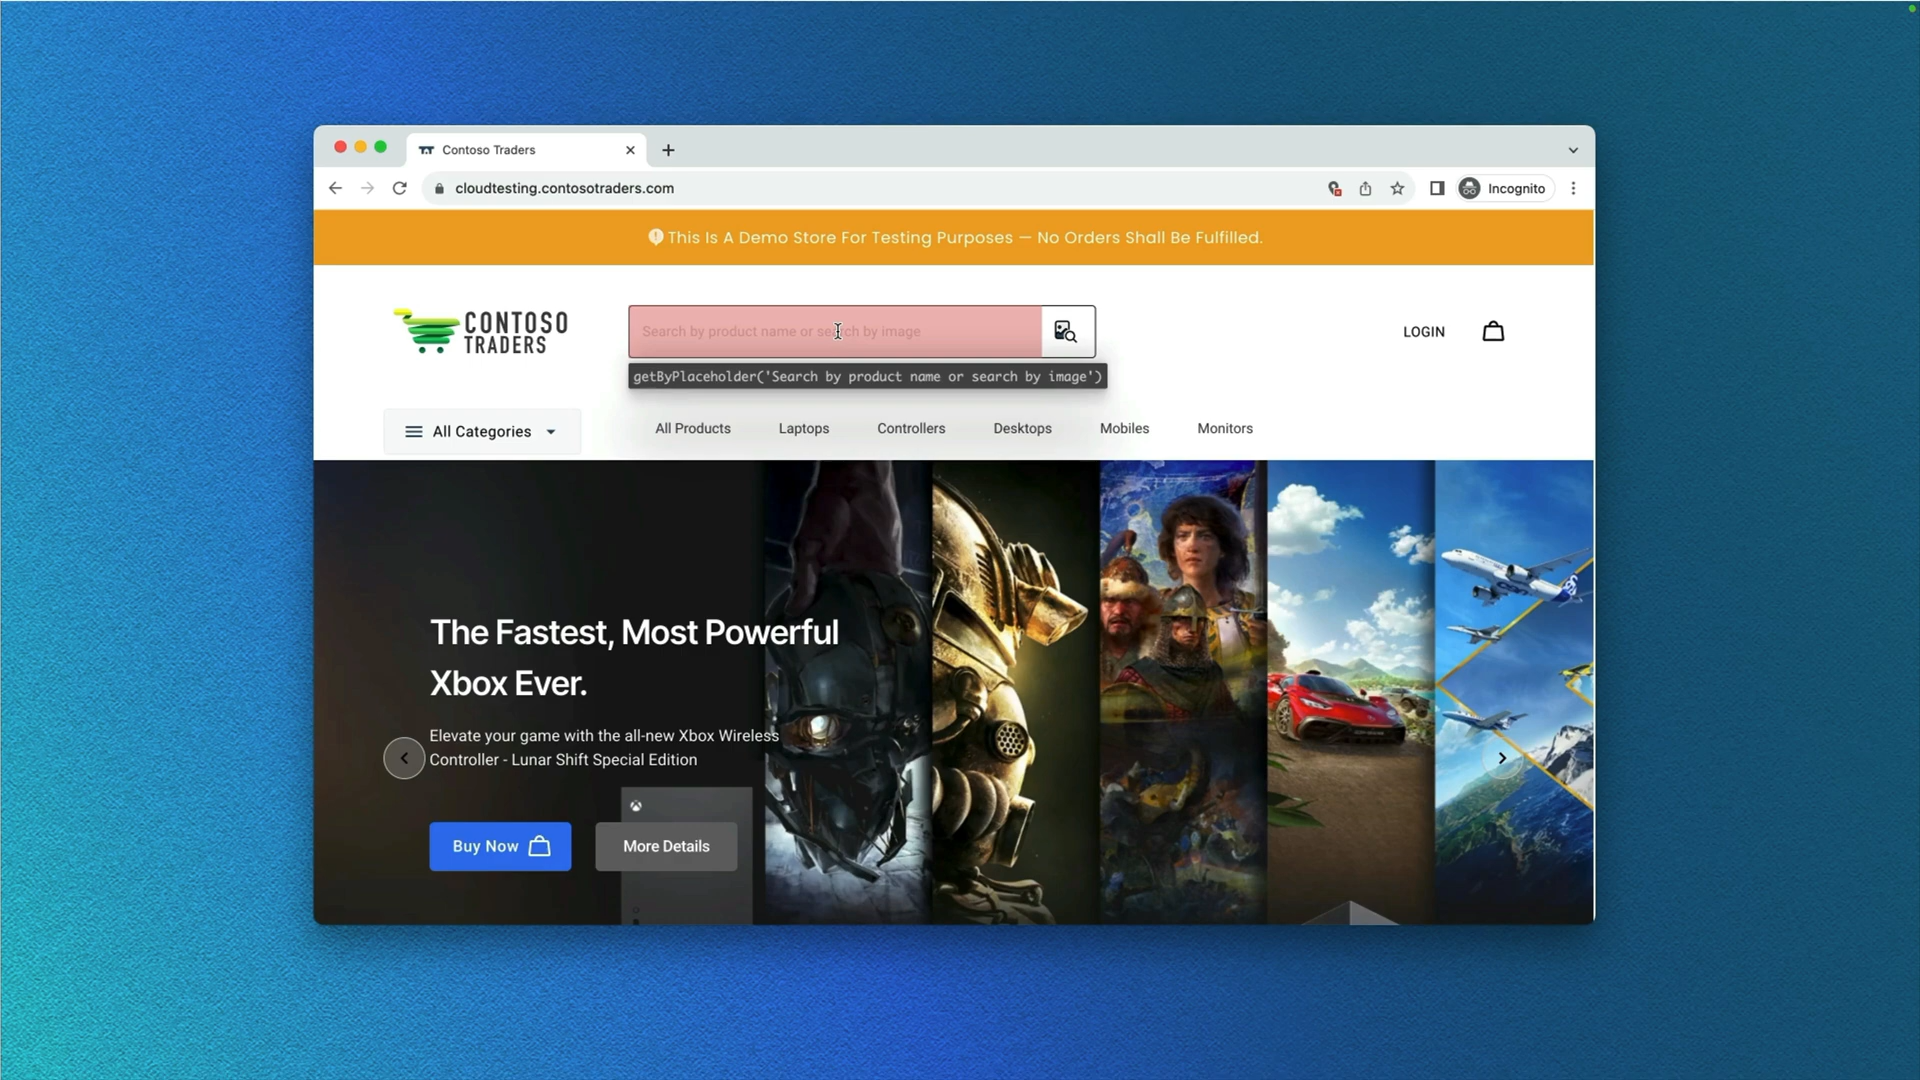 Contoso Traders
cloudtesting.contosotraders.com
Incognito
This Is A Demo Store For Testing Purposes — No Orders Shall Be Fulfilled.
CONTOSO
TRADERS
Search by product name or search by image
LOGIN
getByPlaceholder('Search by product name or search by image')
All Categories
All Products
Laptops
Controllers
Desktops
Mobiles
Monitors
The Fastest, Most Powerful
Xbox Ever.
Elevate your game with the all-new Xbox Wireless
Controller - Lunar Shift Special Edition
Buy Now
More Details